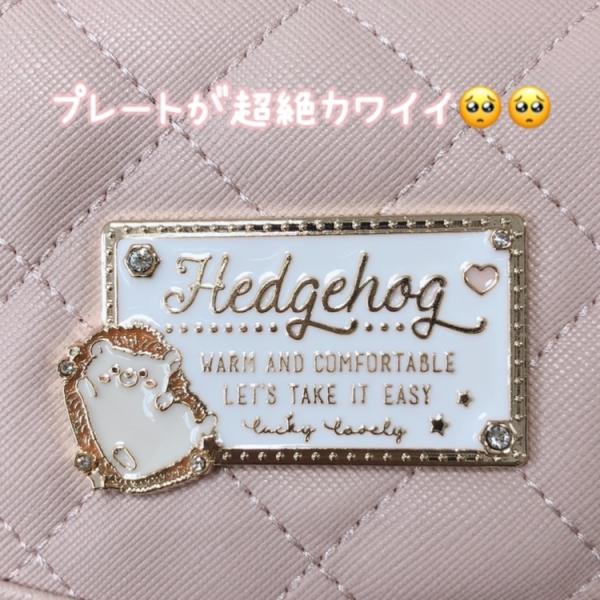 プレートが超絶カワイイ🥺🥺
Hedgehog
WARM AND COMFORTABLE
LET'S TAKE IT EASY
lucky lovely